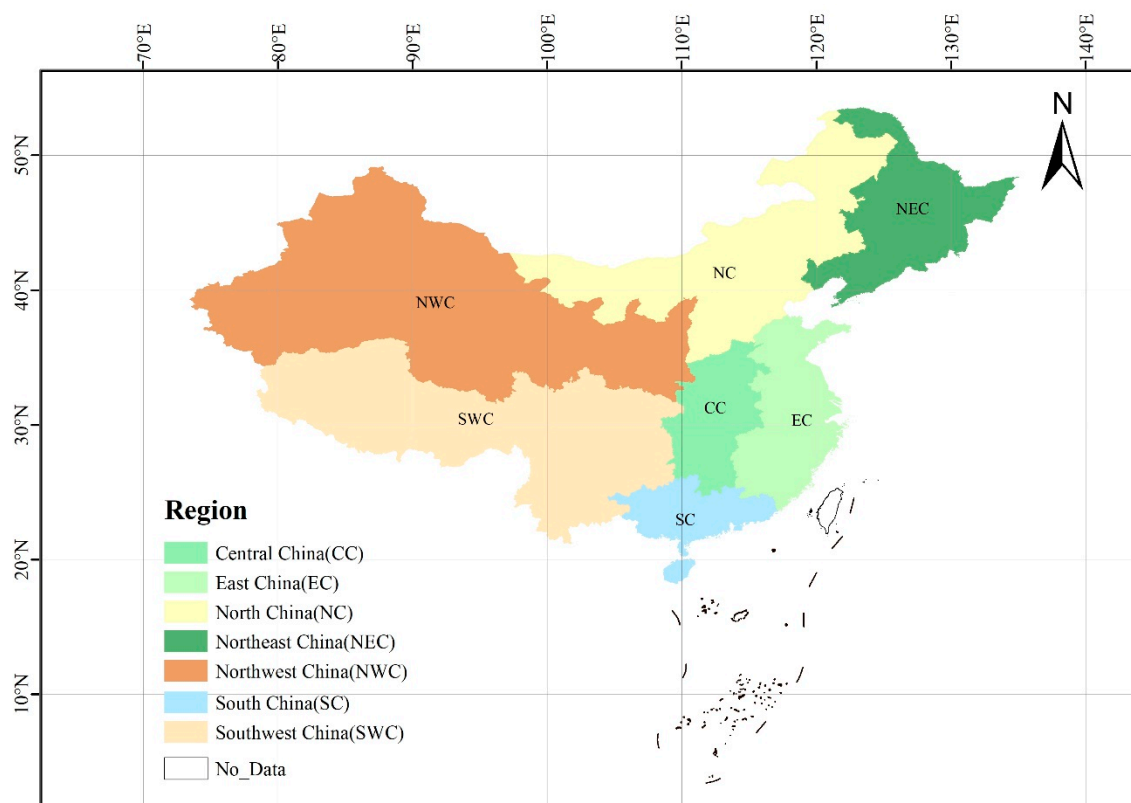 70°E
80°E
90°E
100°E
110°E
120°E
130°E
140°E
N
50°N
40°N
30°N
20°N
10°N
NEC
NC
NWC
CC
SWC
EC
SC
Region
Central China(CC)
East China(EC)
North China(NC)
Northeast China(NEC)
Northwest China(NWC)
South China(SC)
Southwest China(SWC)
No_Data